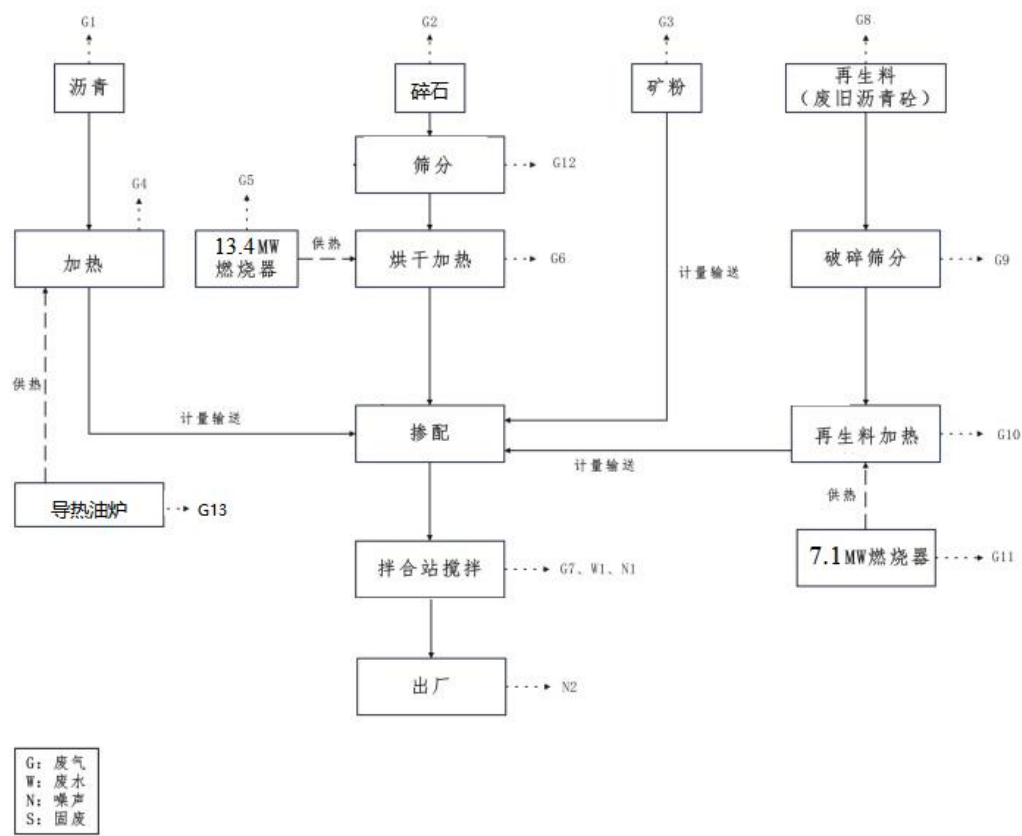 G1
G2
G3
G8
沥青
碎石
矿粉
再生料
（废旧沥青砼）
筛分
G12
G4
G5
加热
13.4MW
燃烧器
供热
烘干加热
G6
计量输送
破碎筛分
G9
供热
计量输送
掺配
计量输送
再生料加热
G10
供热
导热油炉
G13
拌合站搅拌
G7、W1、N1
7.1MW燃烧器
G11
出厂
N2
G：废气
W：废水
N：噪声
S：固废